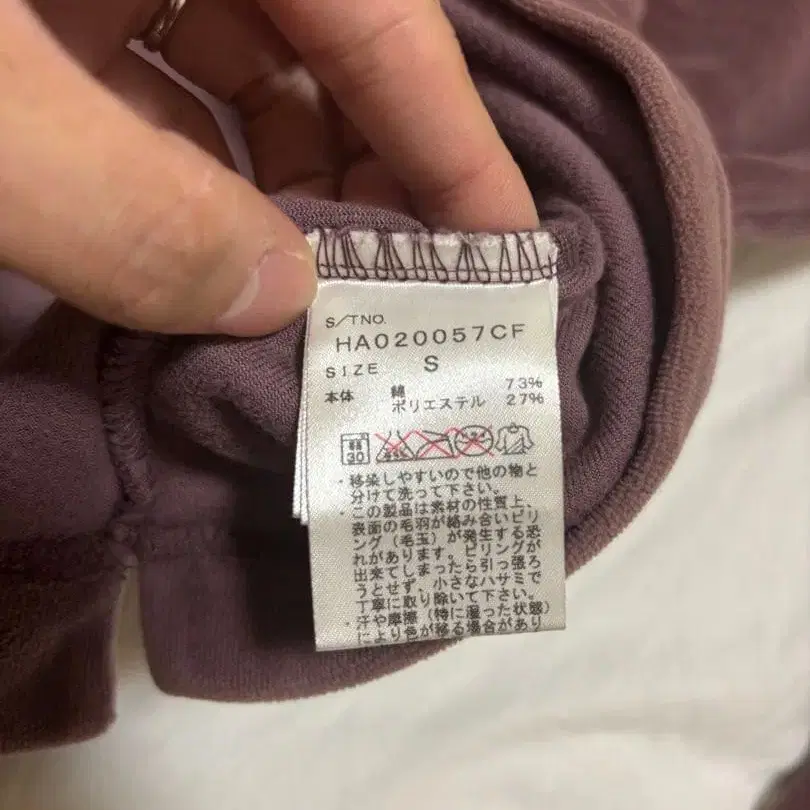 S/TNO.
HA020057CF
SIZE S
本体 綿 73%
ポリエステル 27%
30
・移染しやすいので他の物と
分けて洗って下さい。
・この製品は素材の性質上、
表面の毛羽が絡み合いピリ
ング(毛玉)が発生する恐
れがあります。ピリングが
出来てしまったら引っ張ろ
うとせず、小さなハサミで
丁寧に取り除いて下さい。
・汗や摩擦(特に湿った状態)
により色が移る場合があり